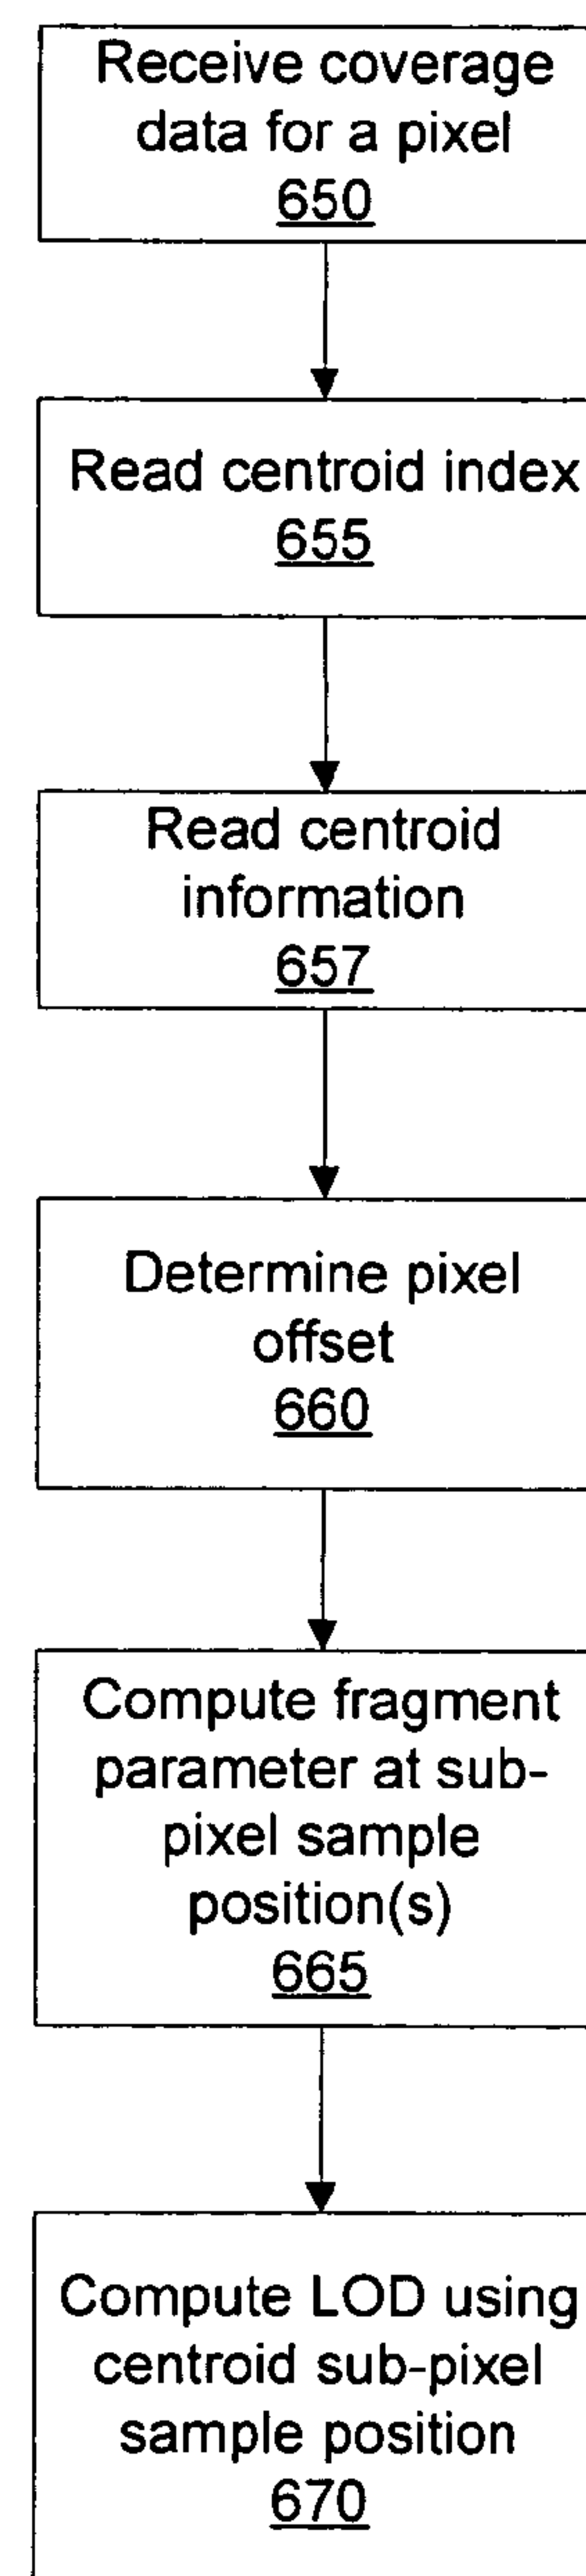 Receive coverage
data for a pixel
650
Read centroid index
655
Read centroid
information
657
Determine pixel
offset
660
Compute fragment
parameter at sub-
pixel sample
position(s)
665
Compute LOD using
centroid sub-pixel
sample position
670